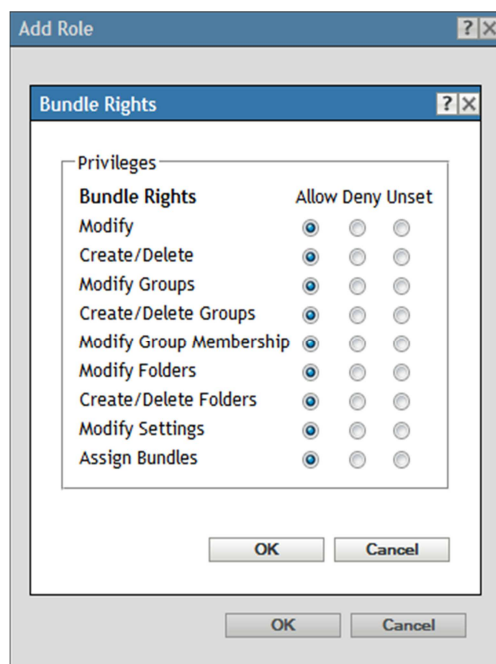 Add Role
Bundle Rights
Privileges
Bundle Rights Allow Deny Unset
Modify
Create/Delete
Modify Groups
Create/Delete Groups
Modify Group Membership
Modify Folders
Create/Delete Folders
Modify Settings
Assign Bundles
OK Cancel
OK Cancel